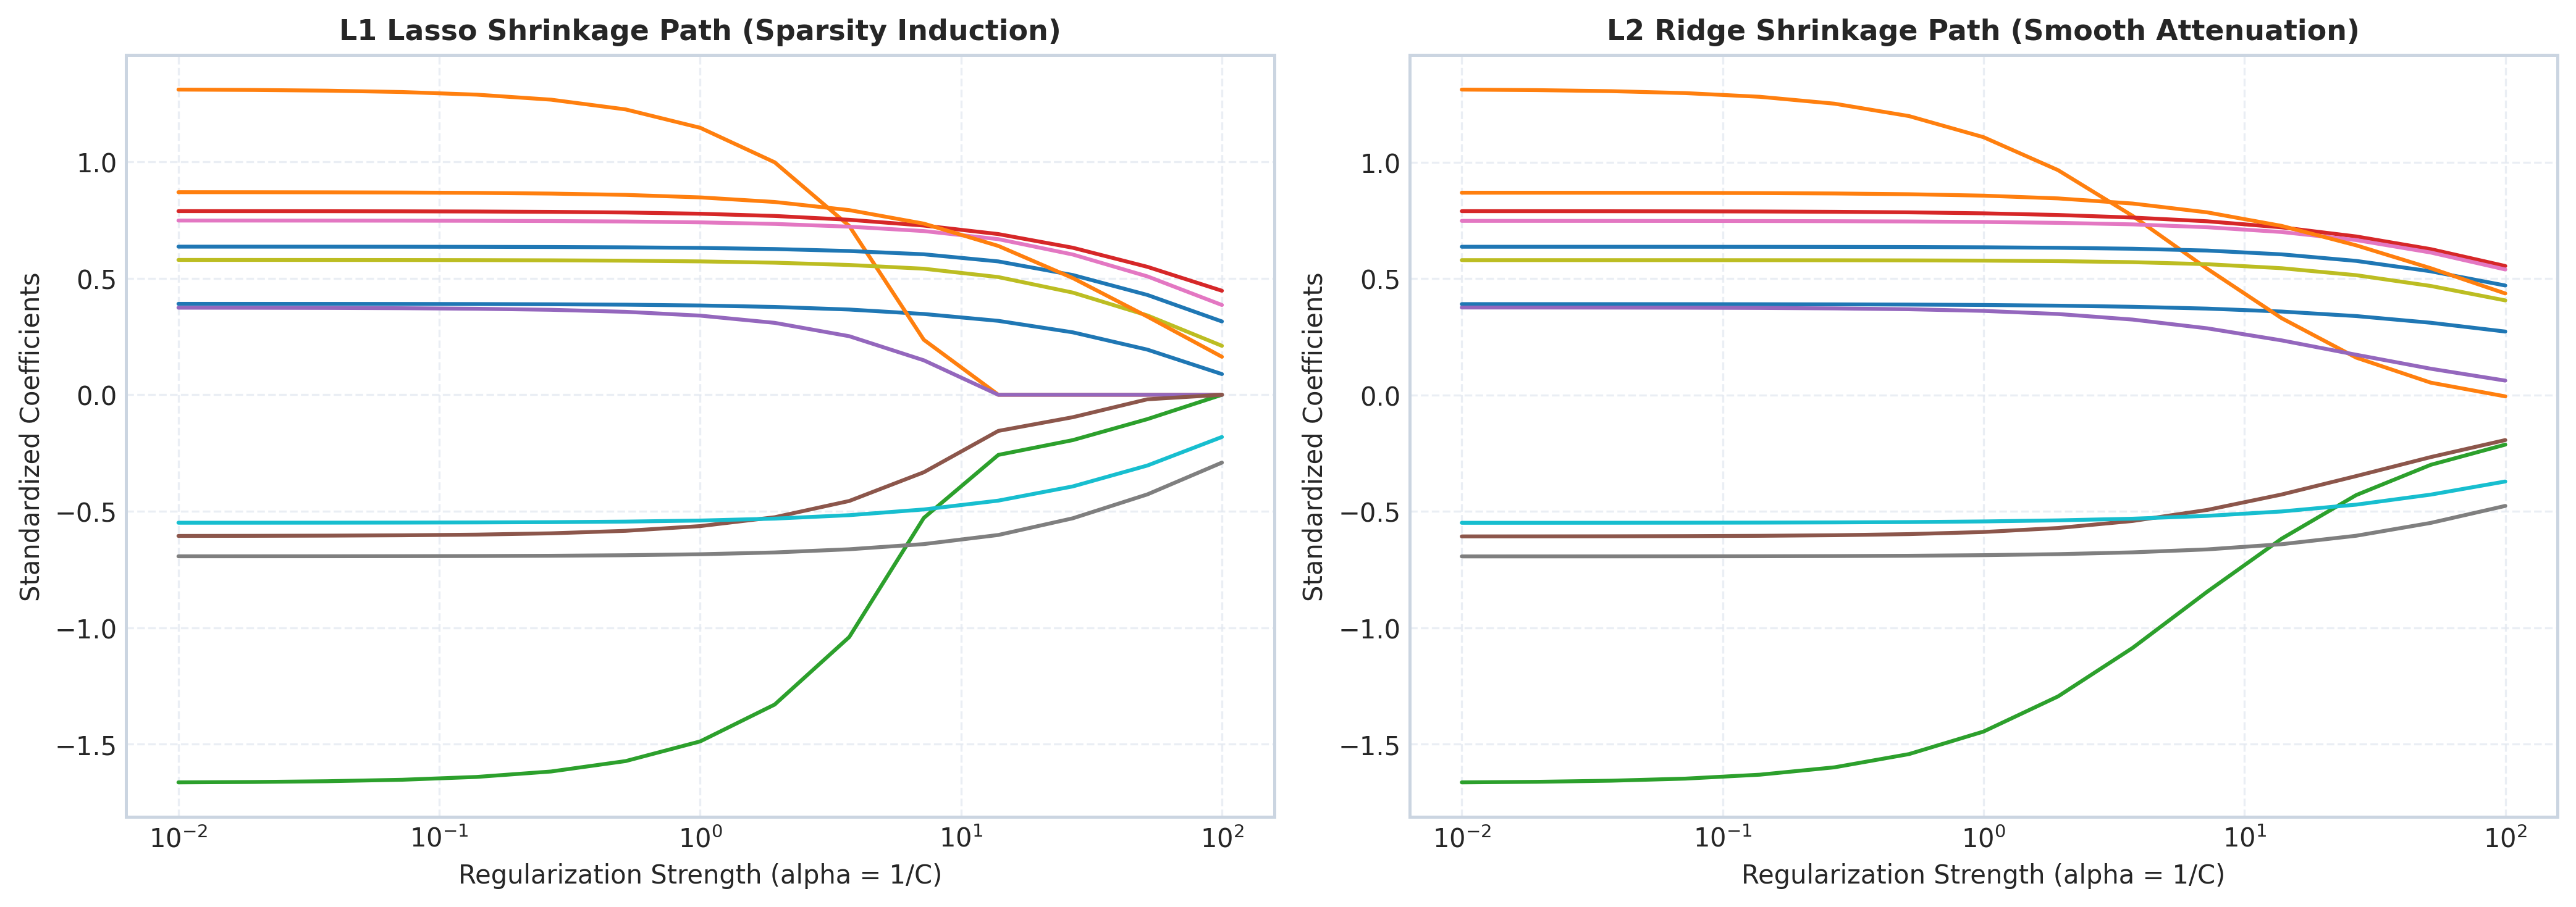 L1 Lasso Shrinkage Path (Sparsity Induction)
Standardized Coefficients
1.0
0.5
0.0
−0.5
−1.0
−1.5
10⁻² 10⁻¹ 10⁰ 10¹ 10²
Regularization Strength (alpha = 1/C)
L2 Ridge Shrinkage Path (Smooth Attenuation)
Standardized Coefficients
1.0
0.5
0.0
−0.5
−1.0
−1.5
10⁻² 10⁻¹ 10⁰ 10¹ 10²
Regularization Strength (alpha = 1/C)